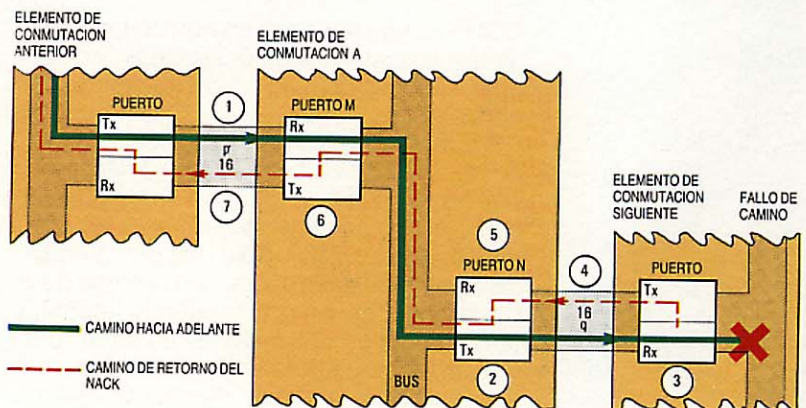 ELEMENTO DE
CONMUTACION
ANTERIOR
ELEMENTO DE
CONMUTACION A
PUERTO
1
PUERTO M
Tx
Rx
p
16
Rx
Tx
7
6
ELEMENTO DE
CONMUTACION
SIGUIENTE
FALLO DE
CAMINO
5
PUERTO N
4
PUERTO
Rx
Tx
16
q
Tx
Rx
CAMINO HACIA ADELANTE
CAMINO DE RETORNO DEL
NACK
BUS
2
3